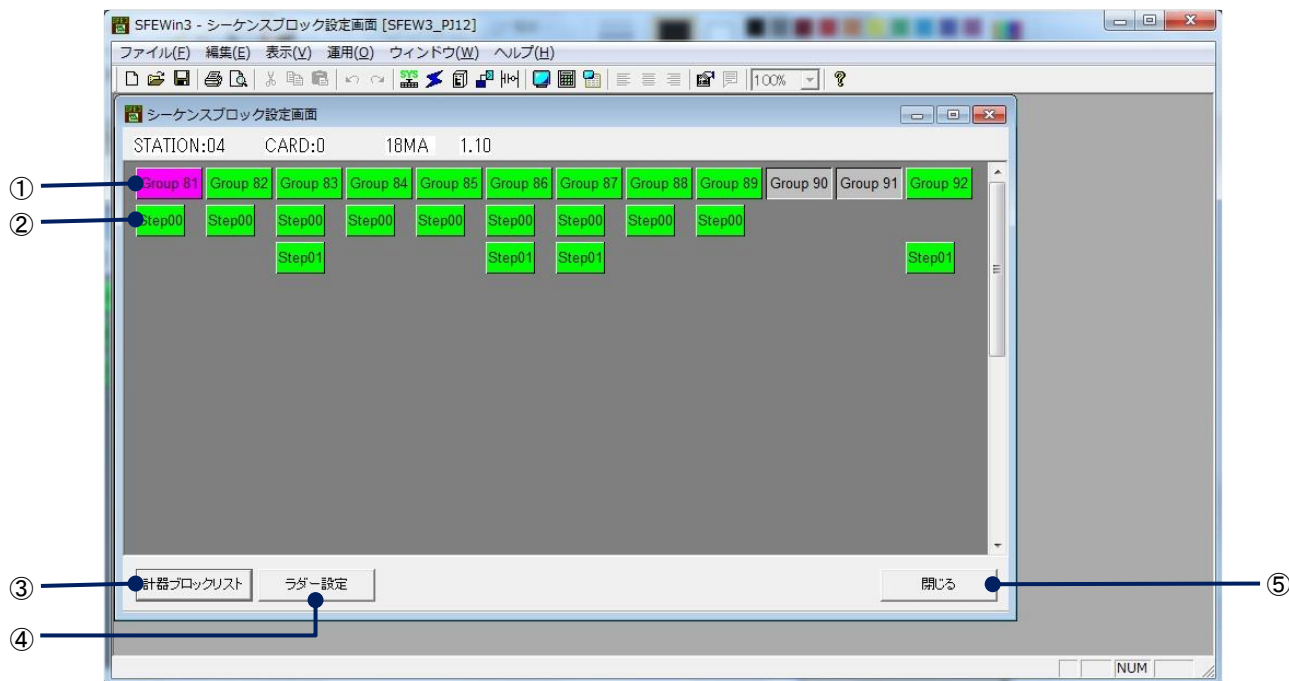 SFEWin3 - シーケンスブロック設定画面 [SFEW3_PJ12]
ファイル(F) 編集(E) 表示(V) 運用(O) ウィンドウ(W) ヘルプ(H)
SYS 100%
シーケンスブロック設定画面
STATION:04 CARD:0 18MA 1.10
① Group 81 Group 82 Group 83 Group 84 Group 85 Group 86 Group 87 Group 88 Group 89 Group 90 Group 91 Group 92
② Step00 Step00 Step00 Step00 Step00 Step00 Step00 Step00 Step00
Step01 Step01 Step01 Step01
③ 計器ブロックリスト ラダー設定 閉じる ⑤
④
NUM